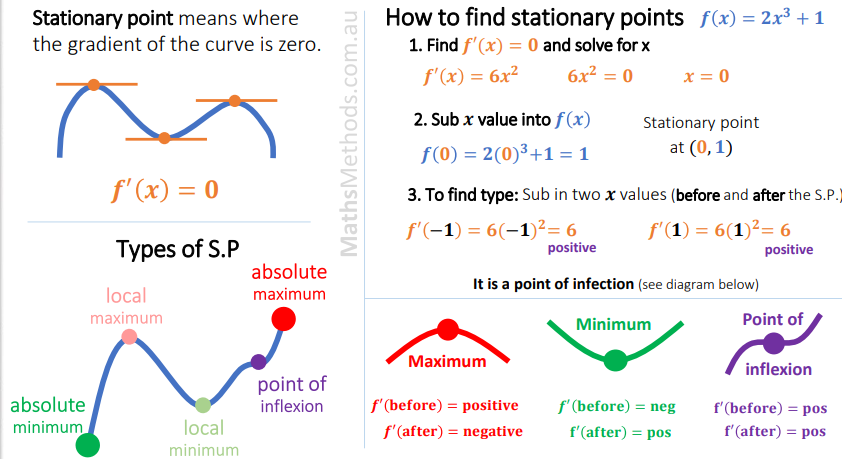 Stationary point means where
the gradient of the curve is zero.
f′(x) = 0
Types of S.P
absolute
maximum
local
maximum
point of
inflexion
absolute
minimum
local
minimum
MathsMethods.com.au
How to find stationary points f(x) = 2x³ + 1
1. Find f′(x) = 0 and solve for x
f′(x) = 6x² 6x² = 0 x = 0
2. Sub x value into f(x)
f(0) = 2(0)³+1 = 1
Stationary point
at (0, 1)
3. To find type: Sub in two x values (before and after the S.P.)
f′(−1) = 6(−1)²= 6
positive
f′(1) = 6(1)²= 6
positive
It is a point of infection (see diagram below)
Maximum
f′(before) = positive
f′(after) = negative
Minimum
f′(before) = neg
f′(after) = pos
Point of
inflexion
f′(before) = pos
f′(after) = pos